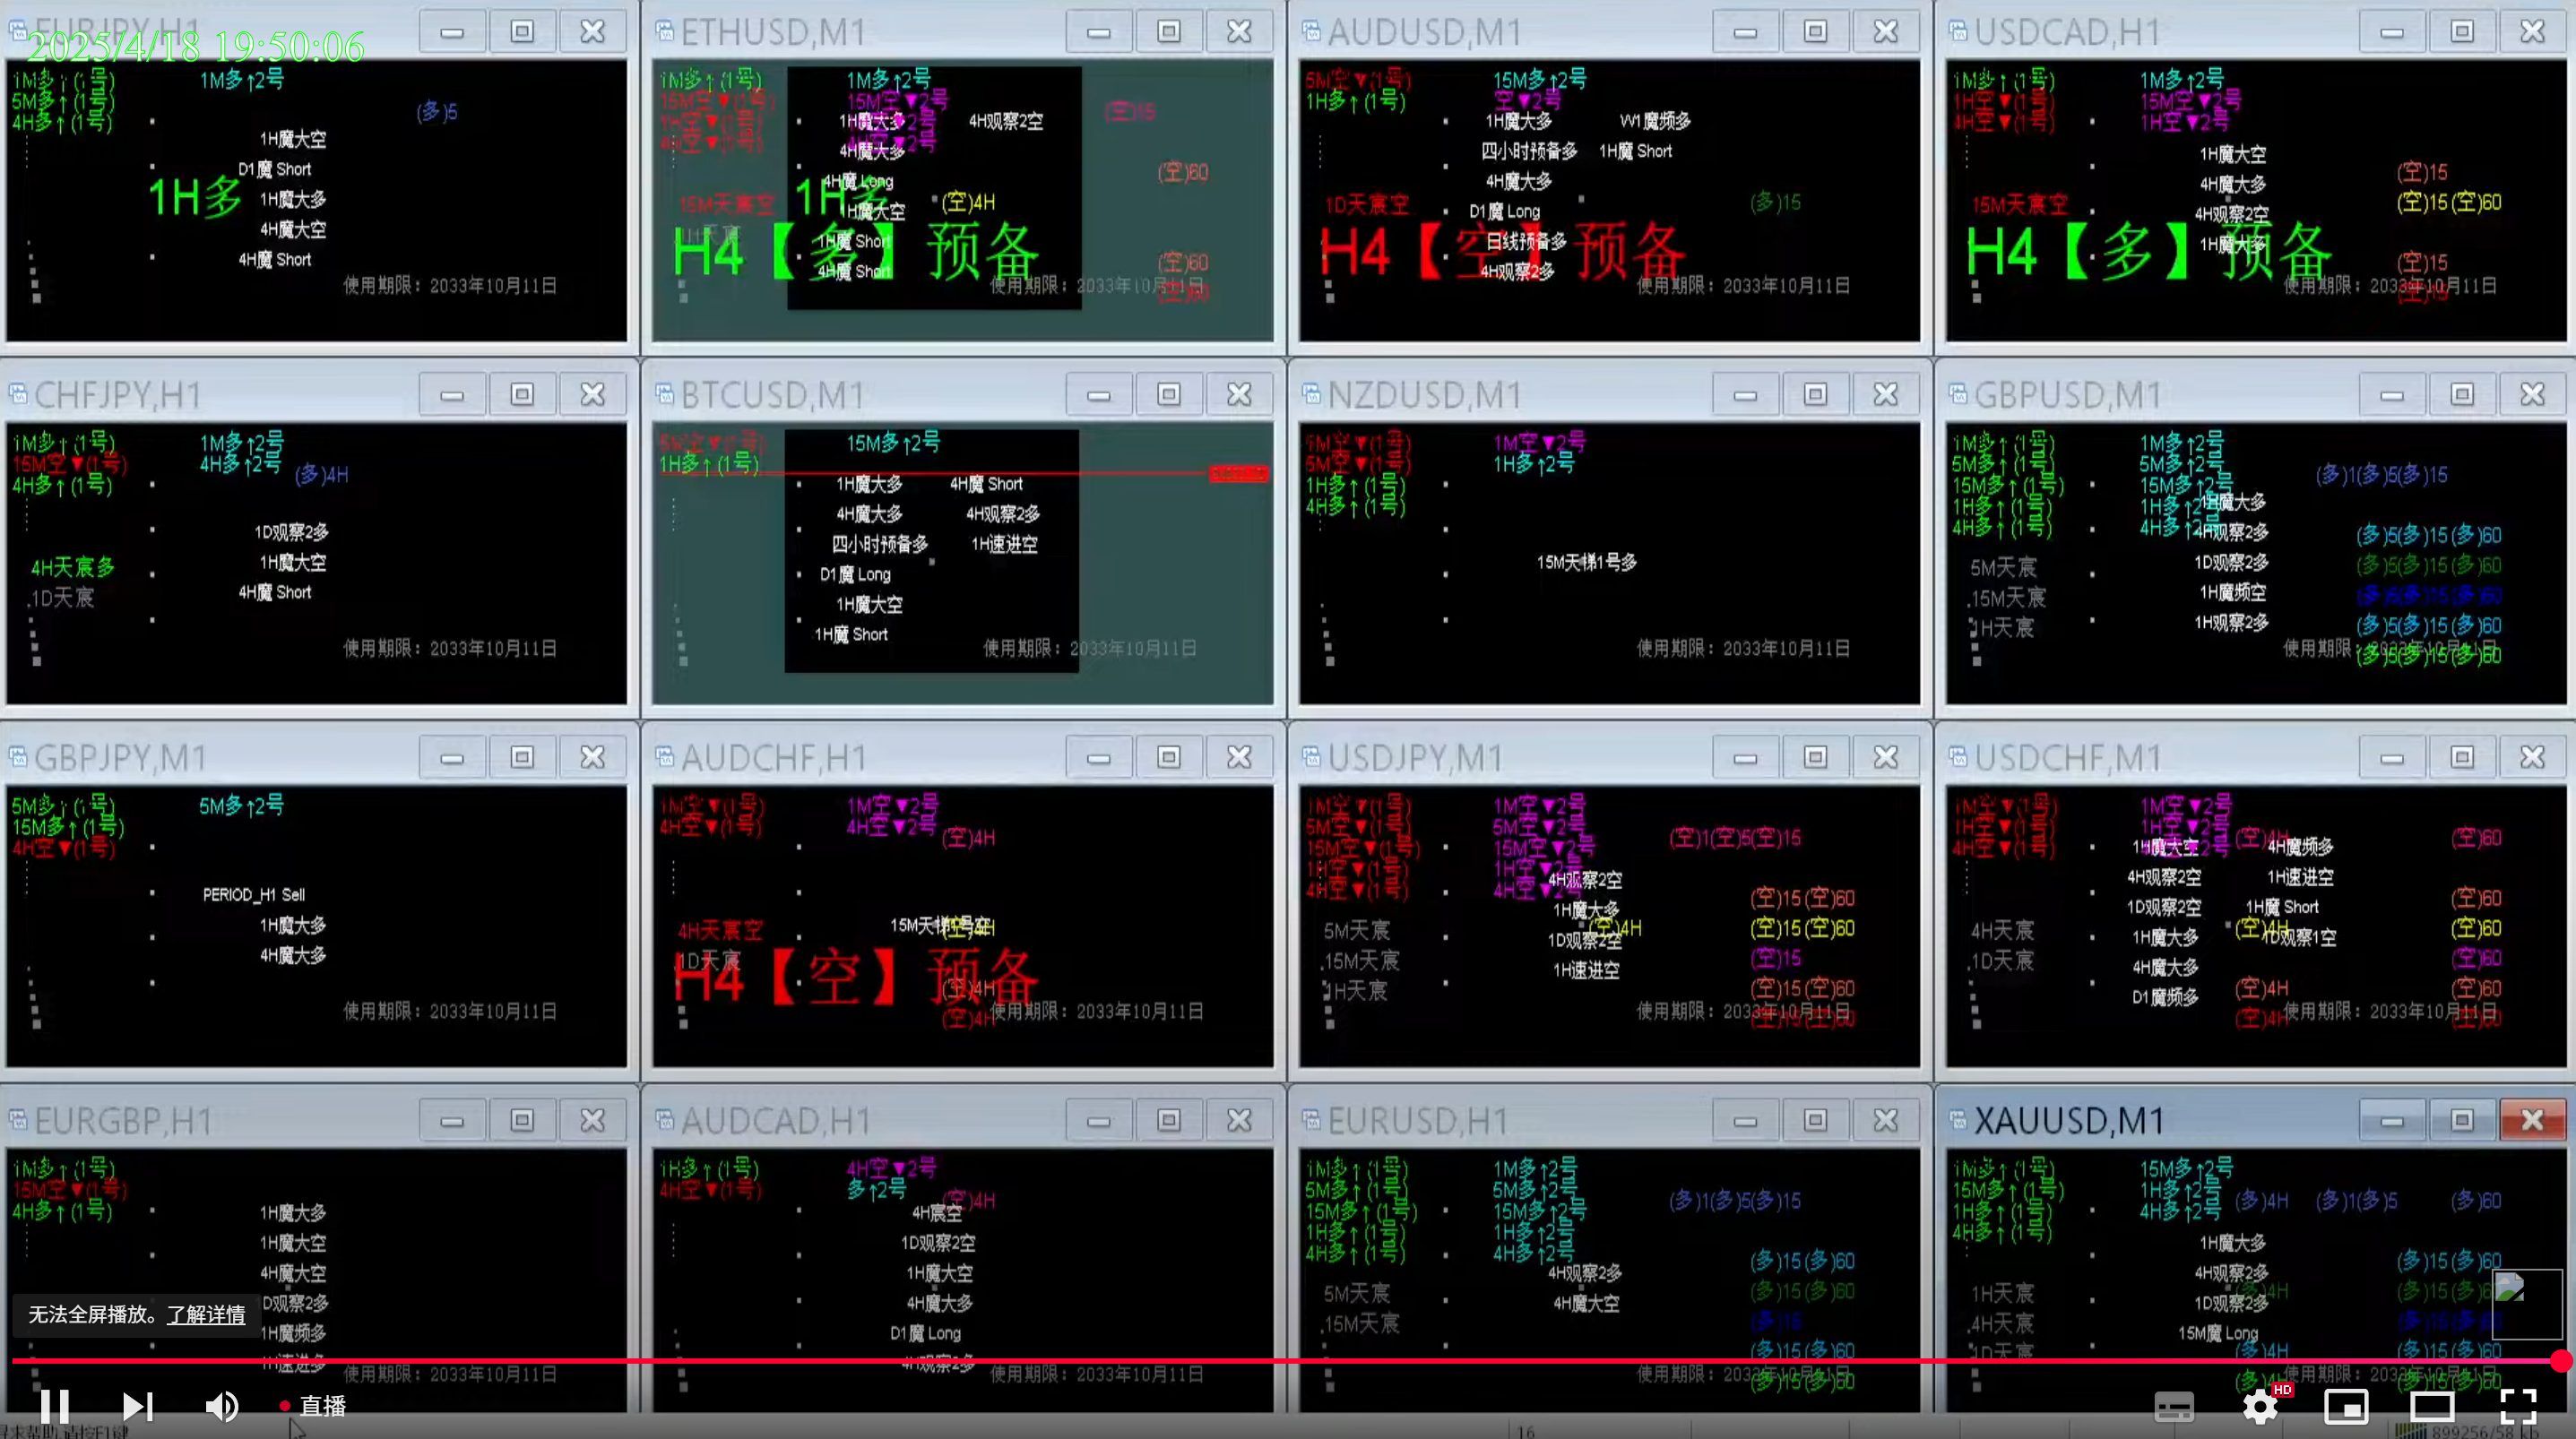 EURJPY,H1
2025/4/18 19:50:06
1M多↑(1号)
5M多↑(1号)
4H多↑(1号)
1M多↑2号
(多)5
1H魔大空
D1魔 Short
1H多
1H魔大多
4H魔大空
4H魔 Short
使用期限：2033年10月11日
ETHUSD,M1
1M多↑(1号)
15M空▼(1号)
1H空▼(1号)
4H空▼(1号)
1M多↑2号
15M空▼2号
1H魔大多
4H观察2空
(空)15
4H魔大多
4H魔 Long
(空)60
15M天宸空
1H多
1H魔大空
(空)4H
H4【多】预备
1H魔 Short
4H魔 Short
(空)60
(空)60
使用期限：2033年10月11日
AUDUSD,M1
5M空▼(1号)
1H多↑(1号)
15M多↑2号
空▼2号
1H魔大多
W1魔频多
四小时预备多
1H魔 Short
4H魔大多
1D天宸空
D1魔 Long
(多)15
H4【空】预备
日线预备多
4H观察2多
使用期限：2033年10月11日
USDCAD,H1
1M多↑(1号)
1H空▼(1号)
4H空▼(1号)
1M多↑2号
15M空▼2号
1H空▼2号
1H魔大空
4H魔大多
(空)15
15M天宸空
4H观察2空
(空)15(空)60
H4【多】预备
1H魔大多
(空)15
(空)15
使用期限：2033年10月11日
CHFJPY,H1
1M多↑(1号)
15M空▼(1号)
4H多↑(1号)
1M多↑2号
4H多↑2号
(多)4H
1D观察2多
1H魔大空
4H天宸多
4H魔 Short
1D天宸
使用期限：2033年10月11日
BTCUSD,M1
5M空▼(1号)
1H多↑(1号)
15M多↑2号
1H魔大多
4H魔 Short
4H魔大多
4H观察2多
四小时预备多
1H速进空
D1魔 Long
1H魔大空
1H魔 Short
使用期限：2033年10月11日
NZDUSD,M1
1M空▼(1号)
5M空▼(1号)
1H多↑(1号)
4H多↑(1号)
1M空▼2号
1H多↑2号
15M天梯1号多
使用期限：2033年10月11日
GBPUSD,M1
1M多↑(1号)
5M多↑(1号)
15M多↑(1号)
1H多↑(1号)
4H多↑(1号)
1M多↑2号
5M多↑2号
15M多↑2号
1H多↑2号
4H多↑2号
(多)1(多)5(多)15
1H魔大多
4H观察2多
(多)5(多)15(多)60
5M天宸
1D观察2多
(多)5(多)15(多)60
15M天宸
1H魔频空
(多)5(多)15(多)60
1H天宸
1H观察2多
(多)5(多)15(多)60
(多)5(多)15(多)60
使用期限：2033年10月11日
GBPJPY,M1
5M多↑(1号)
15M多↑(1号)
4H空▼(1号)
5M多↑2号
PERIOD_H1 Sell
1H魔大多
4H魔大多
使用期限：2033年10月11日
AUDCHF,H1
1M空▼(1号)
4H空▼(1号)
1M空▼2号
4H空▼2号
(空)4H
15M天梯1号空
(空)4H
4H天宸空
1D天宸
H4【空】预备
(空)4H
(空)4H
使用期限：2033年10月11日
USDJPY,M1
1M空▼(1号)
5M空▼(1号)
15M空▼(1号)
1H空▼(1号)
4H空▼(1号)
1M空▼2号
5M空▼2号
15M空▼2号
1H空▼2号
4H空▼2号
(空)1(空)5(空)15
4H观察2空
(空)15(空)60
1H魔大多
5M天宸
(空)4H
(空)15(空)60
1D观察2空
15M天宸
(空)15
1H速进空
1H天宸
(空)15(空)60
(空)15(空)60
使用期限：2033年10月11日
USDCHF,M1
1M空▼(1号)
1H空▼(1号)
4H空▼(1号)
1M空▼2号
1H空▼2号
(空)4H
(空)60
1H魔大空
4H魔频多
4H观察2空
1H速进空
(空)60
1D观察2空
1H魔 Short
4H天宸
(空)4H
(空)60
1H魔大多
1D观察1空
1D天宸
4H魔大多
(空)60
D1魔频多
(空)4H
(空)60
(空)4H
(空)60
使用期限：2033年10月11日
EURGBP,H1
1M多↑(1号)
15M空▼(1号)
4H多↑(1号)
1H魔大多
1H魔大空
4H魔大空
D观察2多
1H魔频多
1H速进多
使用期限：2033年10月11日
AUDCAD,H1
1H多↑(1号)
4H空▼(1号)
4H空▼2号
多↑2号
(空)4H
4H宸空
1D观察2空
1H魔大空
4H魔大多
D1魔 Long
4H观察2多
使用期限：2033年10月11日
EURUSD,H1
1M多↑(1号)
5M多↑(1号)
15M多↑(1号)
1H多↑(1号)
4H多↑(1号)
1M多↑2号
5M多↑2号
15M多↑2号
1H多↑2号
4H多↑2号
(多)1(多)5(多)15
(多)15(多)60
4H观察2多
5M天宸
(多)15(多)60
4H魔大空
15M天宸
(多)15
(多)15(多)60
(多)15(多)60
使用期限：2033年10月11日
XAUUSD,M1
1M多↑(1号)
15M多↑(1号)
1H多↑(1号)
4H多↑(1号)
15M多↑2号
1H多↑2号
4H多↑2号
(多)4H
(多)1(多)5
(多)60
1H魔大多
(多)15(多)60
4H观察2多
1H天宸
(多)4H
1D观察2多
4H天宸
15M魔 Long
1D天宸
(多)4H
(多)15(多)60
使用期限：2033年10月11日
无法全屏播放。了解详情
直播
HD
16
899256/58 kb